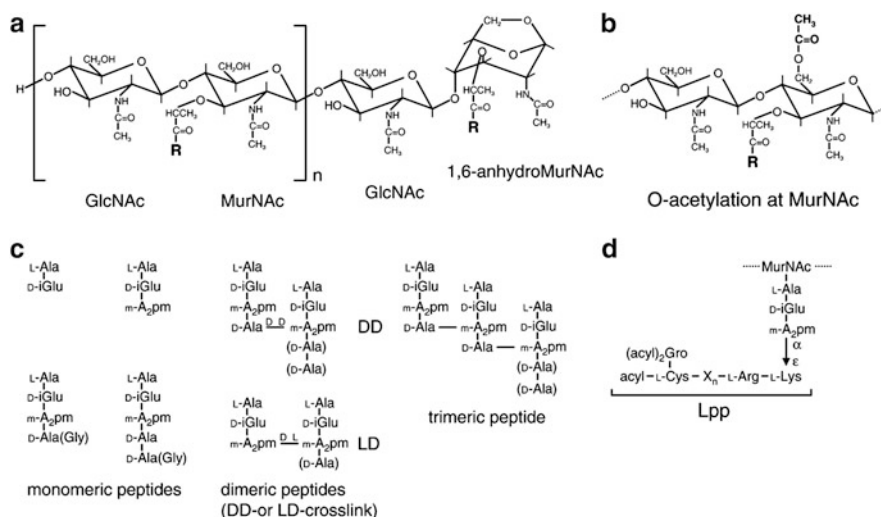 a
b
H
O
CH₂OH
O
HO
NH
C=O
CH₃
O
CH₂OH
O
O
HCCH₃
C=O
R
NH
C=O
CH₃
n
O
CH₂OH
O
HO
NH
C=O
CH₃
O
CH₂
O
O
O
HCCH₃
C=O
R
NH
C=O
CH₃
GlcNAc
MurNAc
GlcNAc
1,6-anhydroMurNAc
CH₃
C=O
O
CH₂
O
CH₂OH
O
HO
NH
C=O
CH₃
O
O
O
HCCH₃
C=O
R
NH
C=O
CH₃
O
O-acetylation at MurNAc
c
L-Ala
D-iGlu
L-Ala
D-iGlu
m-A₂pm
L-Ala
D-iGlu
m-A₂pm
D-Ala(Gly)
L-Ala
D-iGlu
m-A₂pm
D-Ala
D-Ala(Gly)
monomeric peptides
L-Ala
D-iGlu
m-A₂pm
D-Ala
D D
L-Ala
D-iGlu
m-A₂pm
(D-Ala)
(D-Ala)
DD
L-Ala
D-iGlu
m-A₂pm
D L
L-Ala
D-iGlu
m-A₂pm
(D-Ala)
LD
dimeric peptides
(DD-or LD-crosslink)
L-Ala
D-iGlu
m-A₂pm
D-Ala
L-Ala
D-iGlu
m-A₂pm
D-Ala
L-Ala
D-iGlu
m-A₂pm
(D-Ala)
(D-Ala)
trimeric peptide
d
MurNAc
L-Ala
D-iGlu
m-A₂pm
α
ε
(acyl)₂Gro
acyl–L-Cys – Xₙ – L-Arg – L-Lys
Lpp